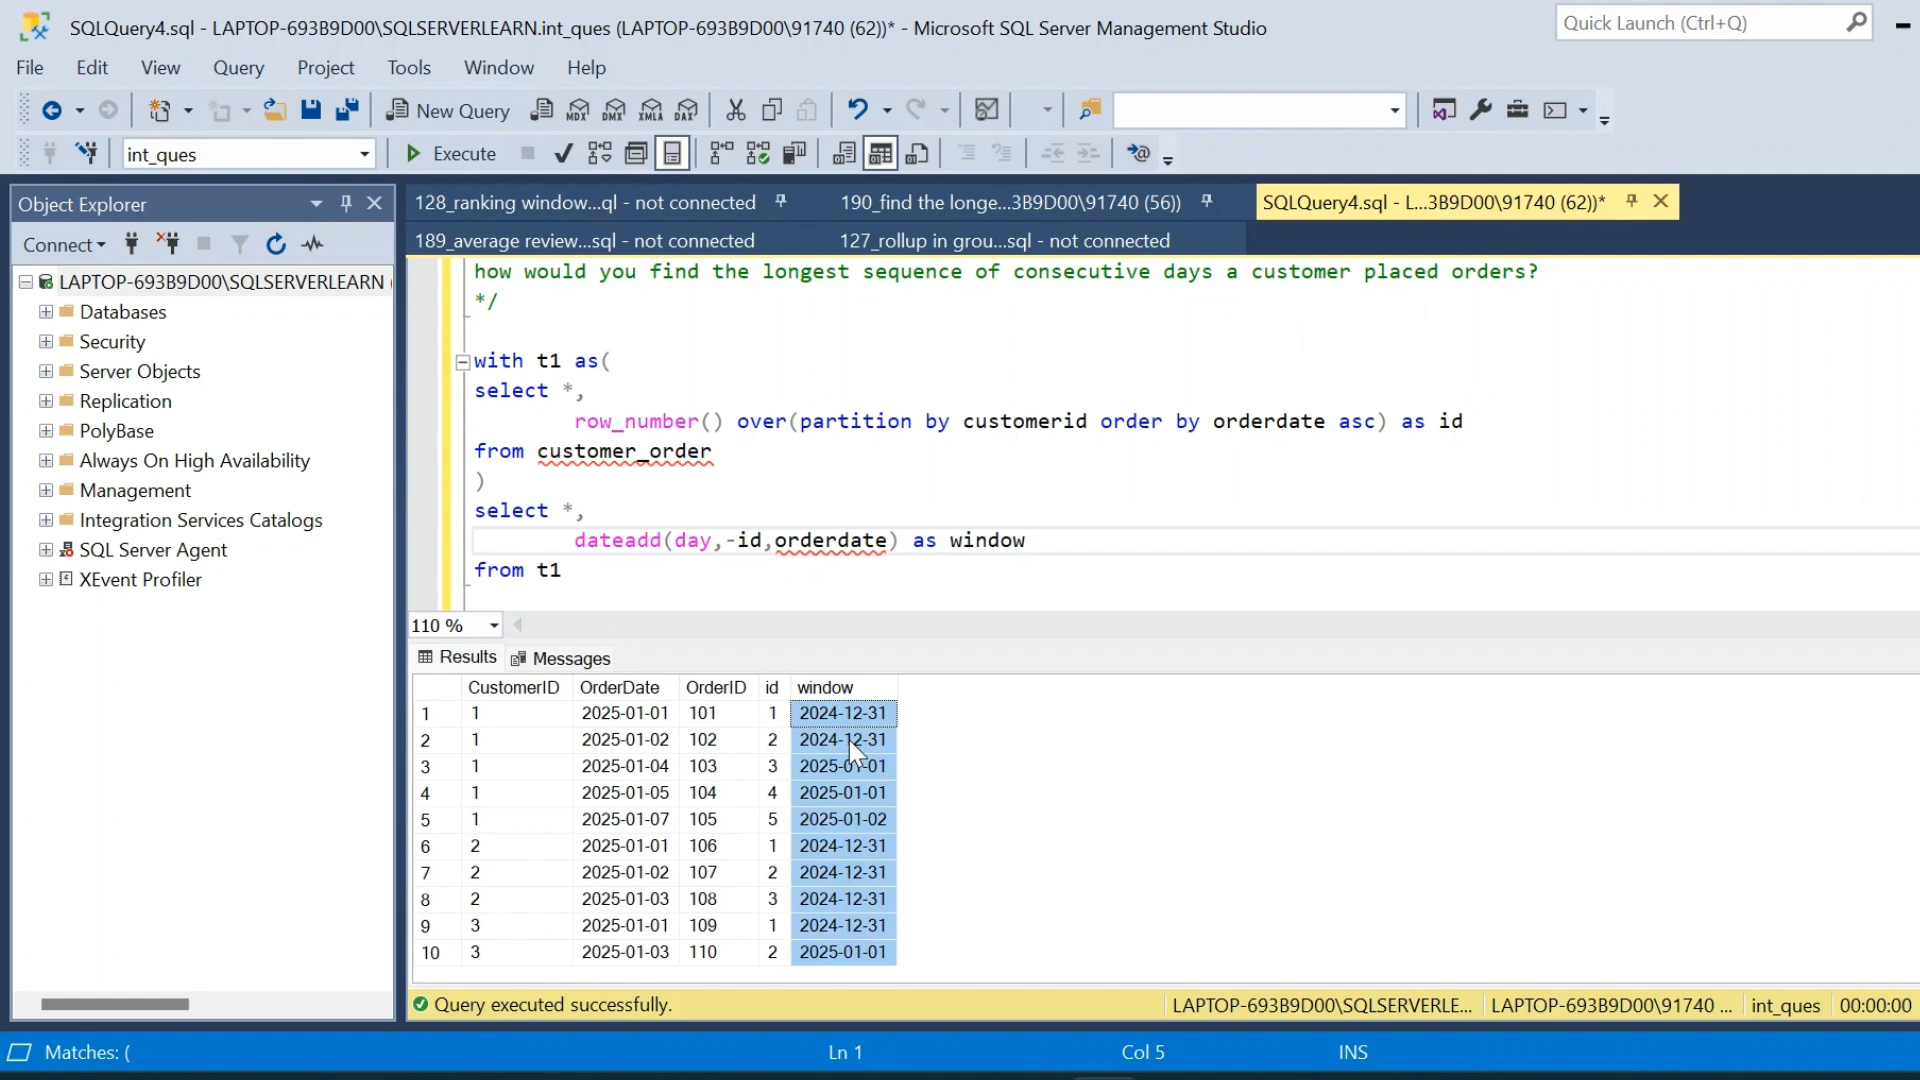 SQLQuery4.sql - LAPTOP-693B9D00\SQLSERVERLEARN.int_ques (LAPTOP-693B9D00\91740 (62))* - Microsoft SQL Server Management Studio
Quick Launch (Ctrl+Q)
File Edit View Query Project Tools Window Help
New Query MDX DMX XMLA DAX
int_ques Execute
Object Explorer
128_ranking window...ql - not connected 190_find the longe...3B9D00\91740 (56)) SQLQuery4.sql - L...3B9D00\91740 (62))*
Connect
189_average review...sql - not connected 127_rollup in grou...sql - not connected
LAPTOP-693B9D00\SQLSERVERLEARN (
Databases
Security
Server Objects
Replication
PolyBase
Always On High Availability
Management
Integration Services Catalogs
SQL Server Agent
XEvent Profiler
how would you find the longest sequence of consecutive days a customer placed orders?
*/
with t1 as(
select *,
row_number() over(partition by customerid order by orderdate asc) as id
from customer_order
)
select *,
dateadd(day,-id,orderdate) as window
from t1
110 %
Results Messages
CustomerID OrderDate OrderID id window
1 1 2025-01-01 101 1 2024-12-31
2 1 2025-01-02 102 2 2024-12-31
3 1 2025-01-04 103 3 2025-01-01
4 1 2025-01-05 104 4 2025-01-01
5 1 2025-01-07 105 5 2025-01-02
6 2 2025-01-01 106 1 2024-12-31
7 2 2025-01-02 107 2 2024-12-31
8 2 2025-01-03 108 3 2024-12-31
9 3 2025-01-01 109 1 2024-12-31
10 3 2025-01-03 110 2 2025-01-01
Query executed successfully. LAPTOP-693B9D00\SQLSERVERLE... LAPTOP-693B9D00\91740 ... int_ques 00:00:00
Matches: ( Ln 1 Col 5 INS